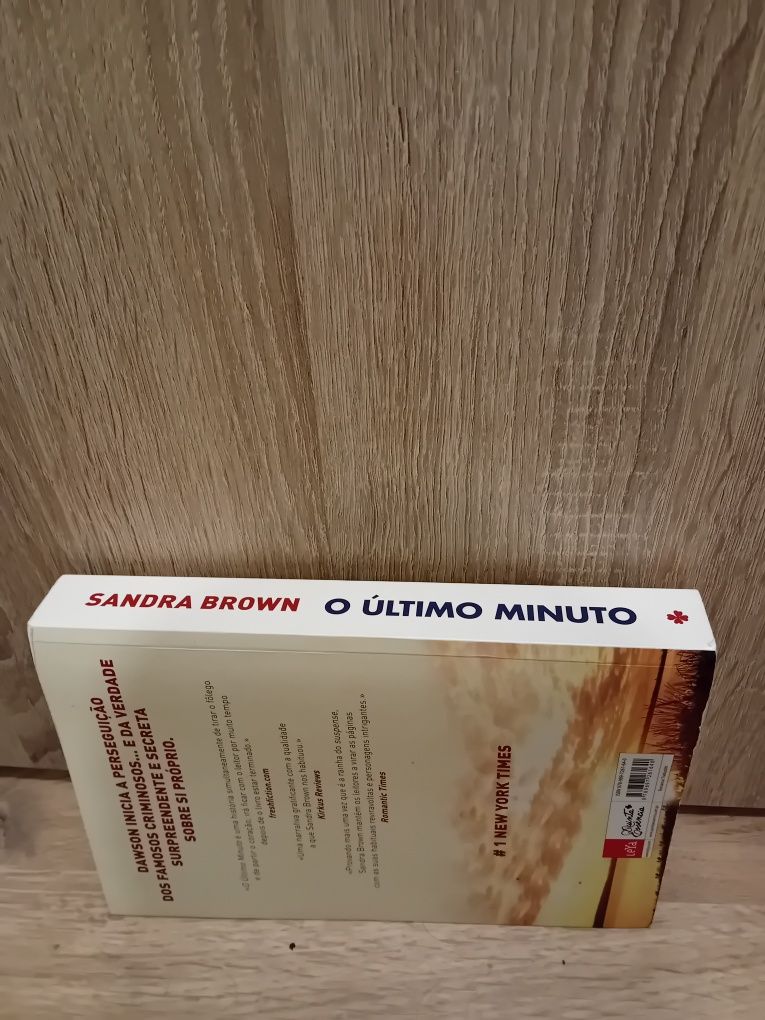 SANDRA BROWN O ÚLTIMO MINUTO
DAWSON INICIA A PERSEGUIÇÃO
DOS FAMOSOS CRIMINOSOS... E DA VERDADE
SURPREENDENTE E SECRETA
SOBRE SI PRÓPRIO.
«O Último Minuto é uma história simultaneamente de tirar o fôlego
e de partir o coração, irá ficar com o leitor por muito tempo
depois de o livro estar terminado.»
freshfiction.com
«Uma narrativa gratificante com a qualidade
a que Sandra Brown nos habituou.»
Kirkus Reviews
«Provando mais uma vez que é a rainha do suspense,
Sandra Brown mantém os leitores a virar as páginas
com as suas habituais reviravoltas e personagens intrigantes.»
Romantic Times
# 1 NEW YORK TIMES
LeYa
Quinta
Essência